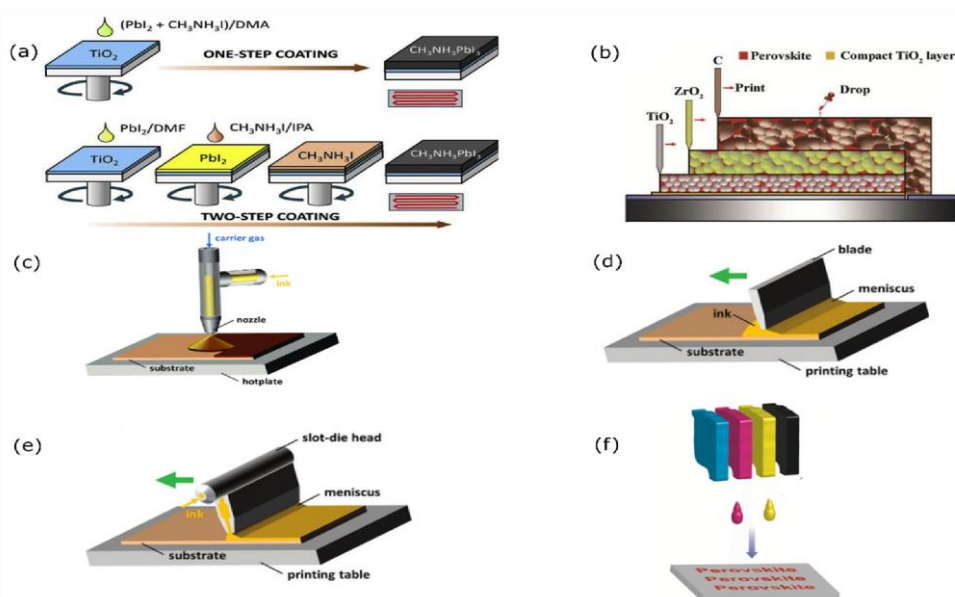 (a)
(PbI₂ + CH₃NH₃I)/DMA
TiO₂
ONE-STEP COATING
CH₃NH₃PbI₃
PbI₂/DMF
CH₃NH₃I/IPA
TiO₂
PbI₂
CH₃NH₃I
CH₃NH₃PbI₃
TWO-STEP COATING
(b)
Perovskite
Compact TiO₂ layer
C
Print
Drop
ZrO₂
TiO₂
(c)
carrier gas
ink
nozzle
substrate
hotplate
(d)
blade
meniscus
ink
substrate
printing table
(e)
slot-die head
meniscus
ink
substrate
printing table
(f)
Perovskite
Perovskite
Perovskite